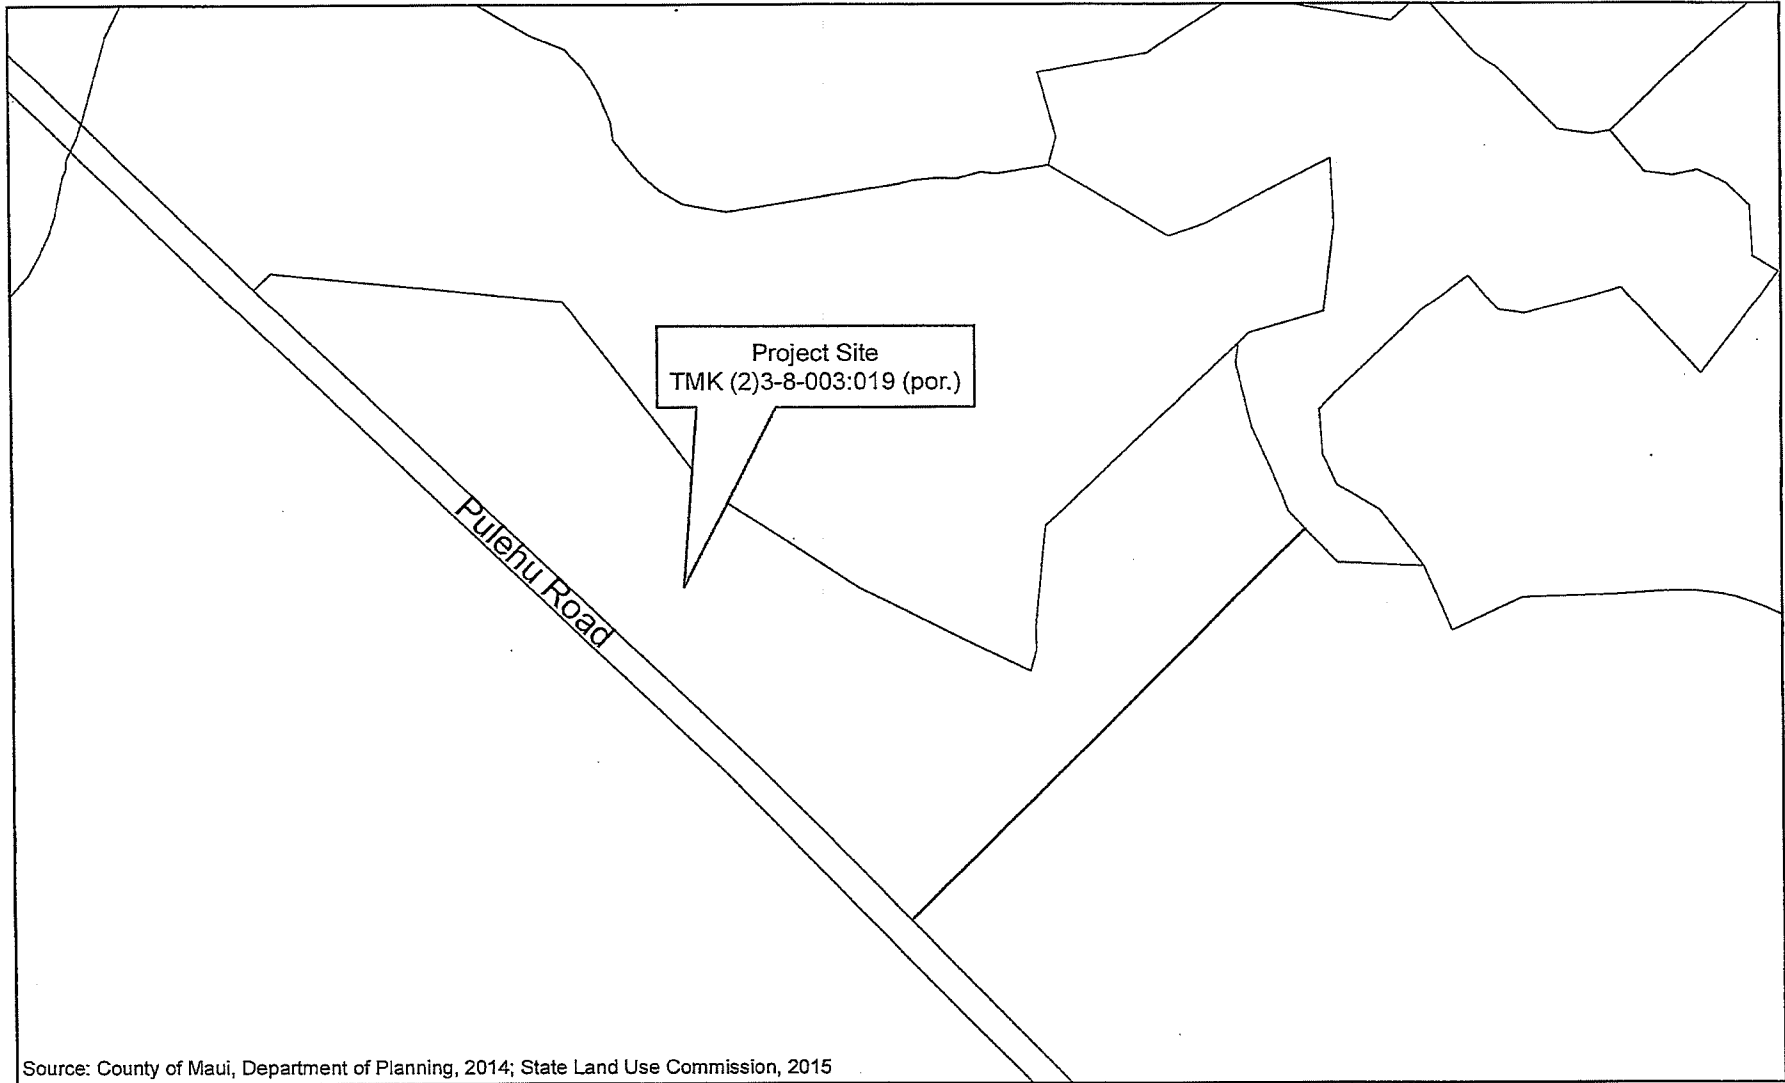 Project Site
TMK (2)3-8-003:019 (por.)
Pulehu Road
Source: County of Maui, Department of Planning, 2014; State Land Use Commission, 2015